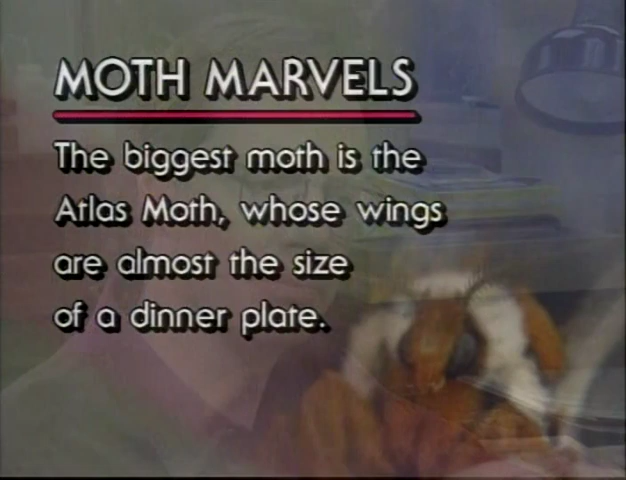 MOTH MARVELS
The biggest moth is the
Atlas Moth, whose wings
are almost the size
of a dinner plate.